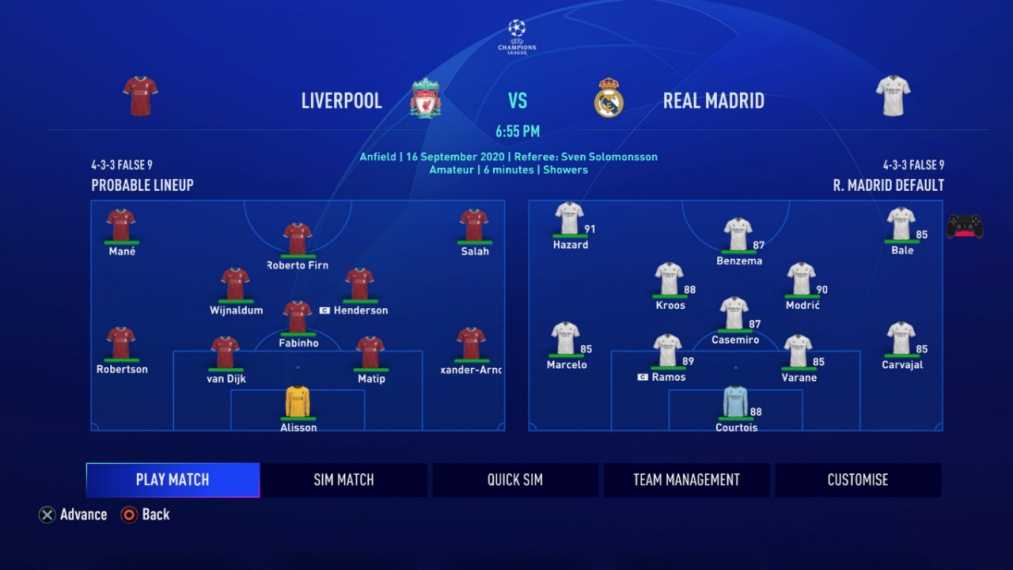 CHAMPIONS
LEAGUE
LIVERPOOL
VS
REAL MADRID
6:55 PM
Anfield | 16 September 2020 | Referee: Sven Solomonsson
Amateur | 6 minutes | Showers
4-3-3 FALSE 9
PROBABLE LINEUP
4-3-3 FALSE 9
R. MADRID DEFAULT
Mané
Roberto Firn
Salah
Wijnaldum
C Henderson
Fabinho
Robertson
van Dijk
Matip
xander-Arnc
Alisson
91
Hazard
87
Benzema
85
Bale
88
Kroos
90
Modrić
87
Casemiro
85
Marcelo
89
C Ramos
85
Varane
85
Carvajal
88
Courtois
PLAY MATCH
SIM MATCH
QUICK SIM
TEAM MANAGEMENT
CUSTOMISE
Advance
Back